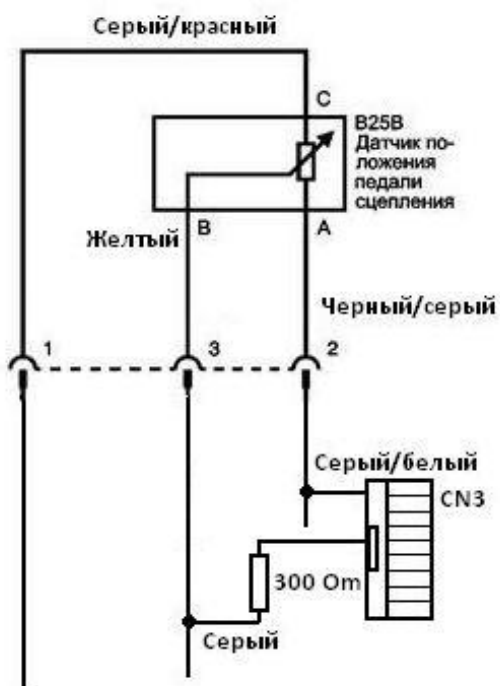 Серый/красный
C
B25B
Датчик по-
ложения
педали
сцепления
Желтый
B
A
Черный/серый
1
3
2
Серый/белый
CN3
300 Om
Серый